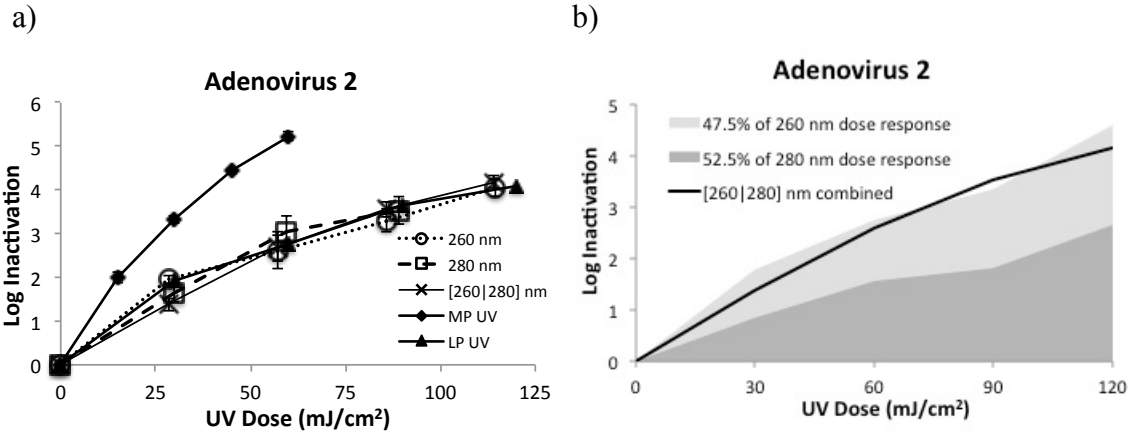 a)
Adenovirus 2
6
5
4
3
2
1
0
Log Inactivation
0 25 50 75 100 125
UV Dose (mJ/cm²)
260 nm
280 nm
[260|280] nm
MP UV
LP UV
b)
Adenovirus 2
5
4
3
2
1
0
Log Inactivation
0 30 60 90 120
UV Dose (mJ/cm²)
47.5% of 260 nm dose response
52.5% of 280 nm dose response
[260|280] nm combined